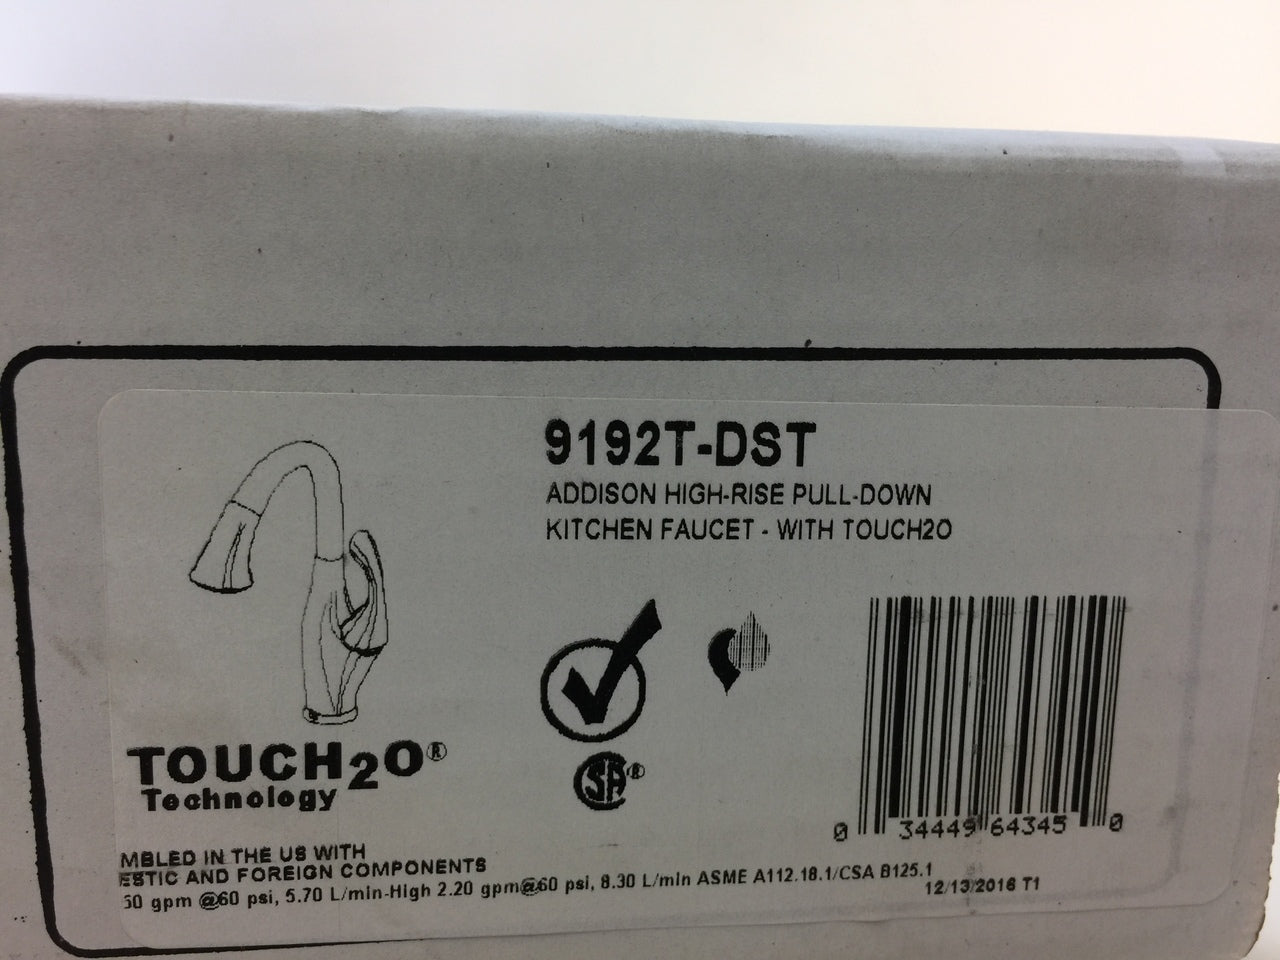 9192T-DST
ADDISON HIGH-RISE PULL-DOWN
KITCHEN FAUCET - WITH TOUCH2O
TOUCH2O®
Technology
SA®
0 34449 64345 0
MBLED IN THE US WITH
ESTIC AND FOREIGN COMPONENTS
50 gpm @60 psi, 5.70 L/min-High 2.20 gpm@60 psi, 8.30 L/min ASME A112.18.1/CSA B125.1
12/13/2016 T1